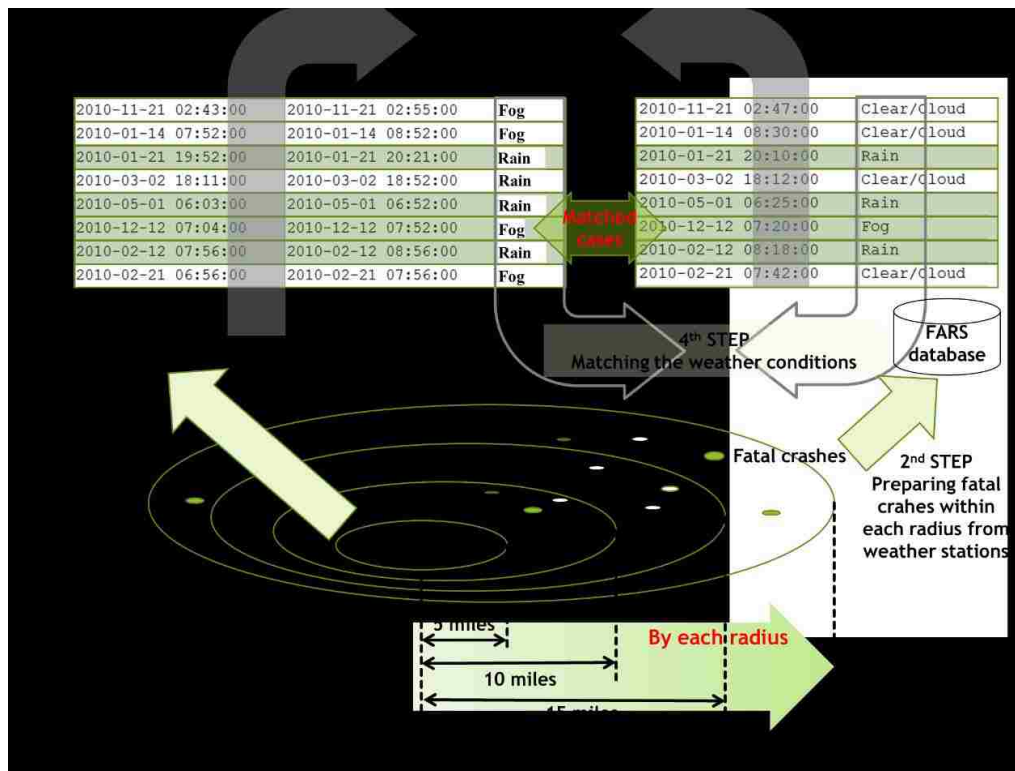 2010-11-21 02:43:00 2010-11-21 02:55:00 Fog
2010-01-14 07:52:00 2010-01-14 08:52:00 Fog
2010-01-21 19:52:00 2010-01-21 20:21:00 Rain
2010-03-02 18:11:00 2010-03-02 18:52:00 Rain
2010-05-01 06:03:00 2010-05-01 06:52:00 Rain
2010-12-12 07:04:00 2010-12-12 07:52:00 Fog
2010-02-12 07:56:00 2010-02-12 08:56:00 Rain
2010-02-21 06:56:00 2010-02-21 07:56:00 Fog
Matched
cases
2010-11-21 02:47:00 Clear/Cloud
2010-01-14 08:30:00 Clear/Cloud
2010-01-21 20:10:00 Rain
2010-03-02 18:12:00 Clear/Cloud
2010-05-01 06:25:00 Rain
2010-12-12 07:20:00 Fog
2010-02-12 08:18:00 Rain
2010-02-21 07:42:00 Clear/Cloud
4th STEP
Matching the weather conditions
FARS
database
Fatal crashes
2nd STEP
Preparing fatal
crahes within
each radius from
weather stations
5 miles
By each radius
10 miles
15 miles